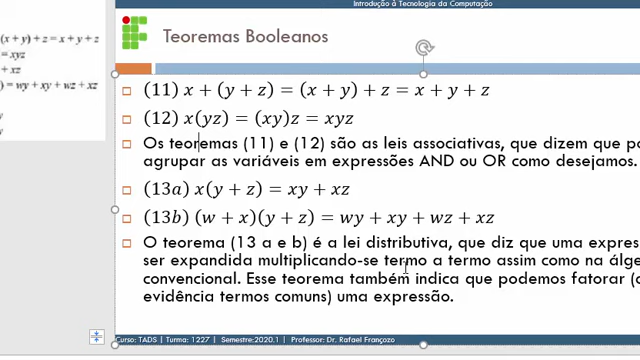 Introdução à Tecnologia da Computação
Teoremas Booleanos
(x + y) + z = x + y + z
= xyz
+ xz
) = wy + xy + wz + xz
y
y
(11) x + (y + z) = (x + y) + z = x + y + z
(12) x(yz) = (xy)z = xyz
Os teoremas (11) e (12) são as leis associativas, que dizem que
agrupar as variáveis em expressões AND ou OR como desejamos.
(13a) x(y + z) = xy + xz
(13b) (w + x)(y + z) = wy + xy + wz + xz
O teorema (13 a e b) é a lei distributiva, que diz que uma
ser expandida multiplicando-se termo a termo assim como na
convencional. Esse teorema também indica que podemos fatorar
evidência termos comuns) uma expressão.
Curso: TADS | Turma: 1227 | Semestre:2020.1 | Professor: Dr. Rafael Françozo